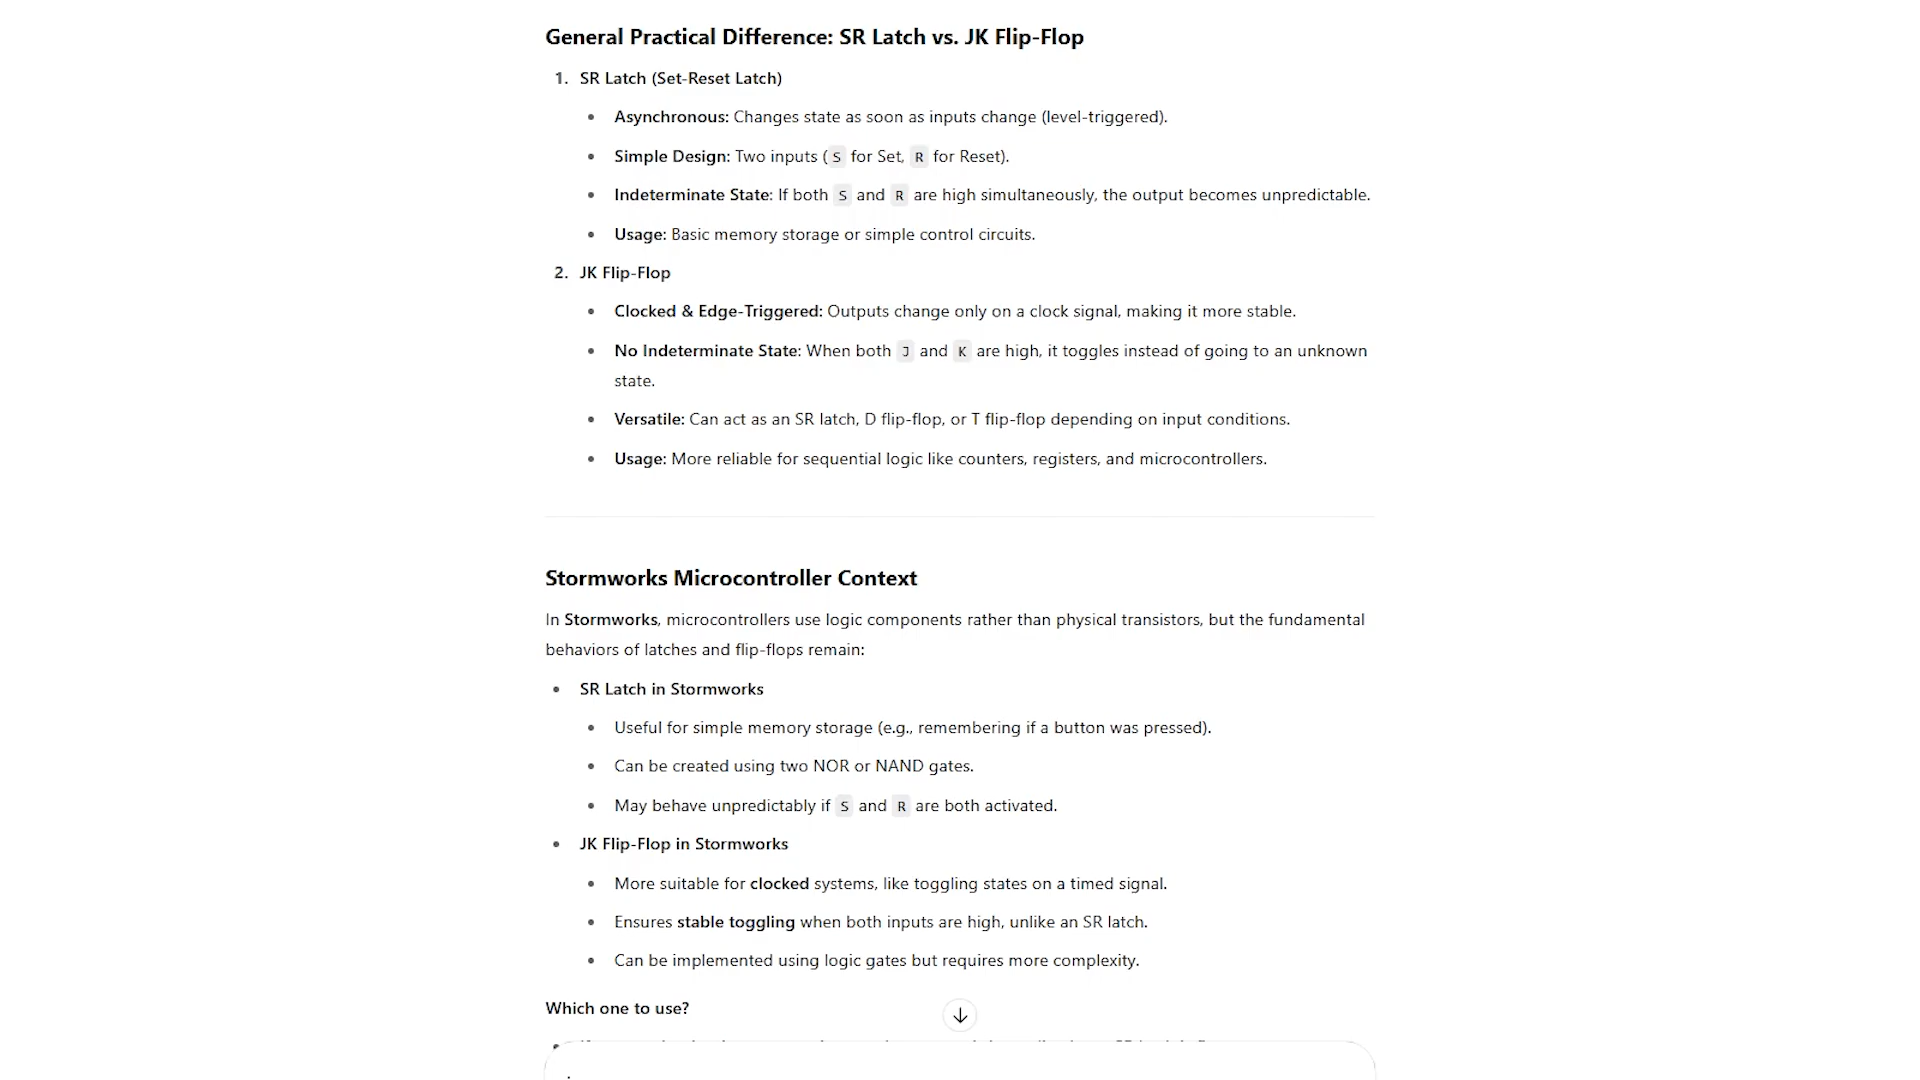 General Practical Difference: SR Latch vs. JK Flip-Flop
1. SR Latch (Set-Reset Latch)
• Asynchronous: Changes state as soon as inputs change (level-triggered).
• Simple Design: Two inputs ( S for Set, R for Reset).
• Indeterminate State: If both S and R are high simultaneously, the output becomes unpredictable.
• Usage: Basic memory storage or simple control circuits.
2. JK Flip-Flop
• Clocked & Edge-Triggered: Outputs change only on a clock signal, making it more stable.
• No Indeterminate State: When both J and K are high, it toggles instead of going to an unknown
state.
• Versatile: Can act as an SR latch, D flip-flop, or T flip-flop depending on input conditions.
• Usage: More reliable for sequential logic like counters, registers, and microcontrollers.
Stormworks Microcontroller Context
In Stormworks, microcontrollers use logic components rather than physical transistors, but the fundamental
behaviors of latches and flip-flops remain:
• SR Latch in Stormworks
• Useful for simple memory storage (e.g., remembering if a button was pressed).
• Can be created using two NOR or NAND gates.
• May behave unpredictably if S and R are both activated.
• JK Flip-Flop in Stormworks
• More suitable for clocked systems, like toggling states on a timed signal.
• Ensures stable toggling when both inputs are high, unlike an SR latch.
• Can be implemented using logic gates but requires more complexity.
Which one to use?